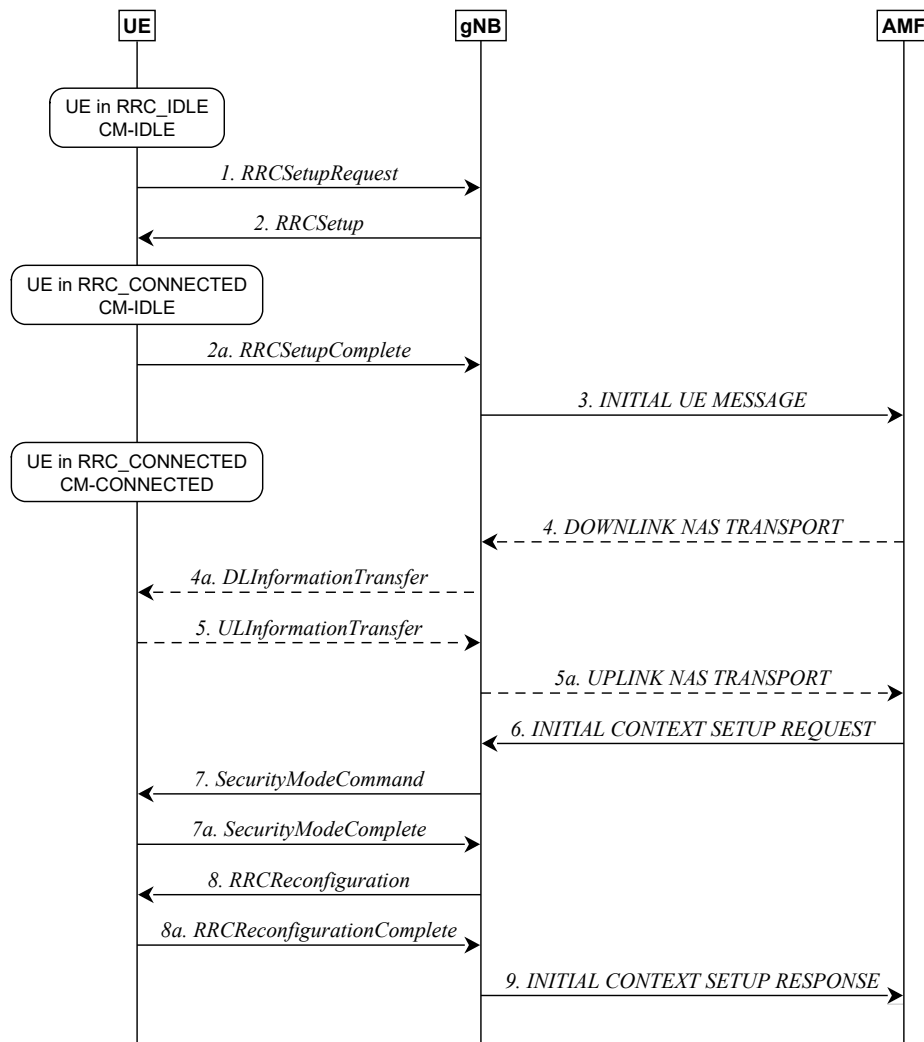 UE
gNB
AMF
UE in RRC_IDLE
CM-IDLE
1. RRCSetupRequest
2. RRCSetup
UE in RRC_CONNECTED
CM-IDLE
2a. RRCSetupComplete
3. INITIAL UE MESSAGE
UE in RRC_CONNECTED
CM-CONNECTED
4. DOWNLINK NAS TRANSPORT
4a. DLInformationTransfer
5. ULInformationTransfer
5a. UPLINK NAS TRANSPORT
6. INITIAL CONTEXT SETUP REQUEST
7. SecurityModeCommand
7a. SecurityModeComplete
8. RRCReconfiguration
8a. RRCReconfigurationComplete
9. INITIAL CONTEXT SETUP RESPONSE